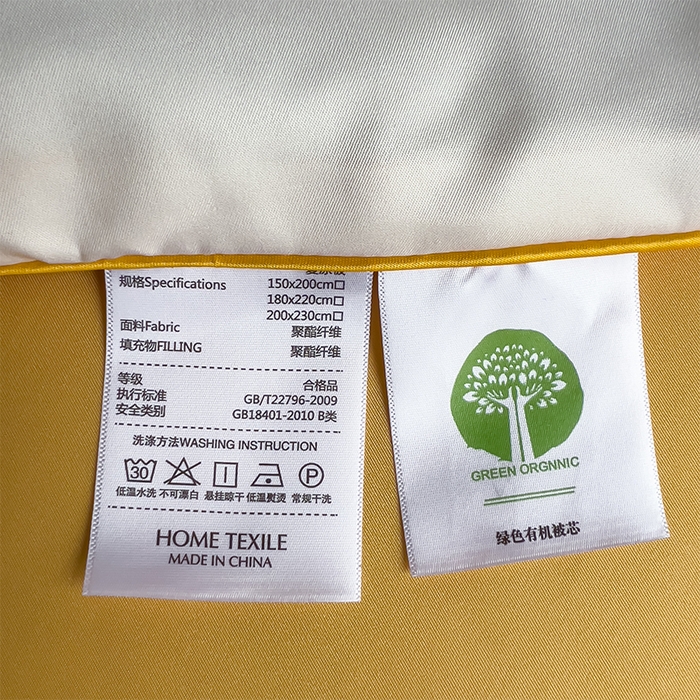 规格Specifications 150x200cm□
180x220cm□
200x230cm□
面料Fabric 聚酯纤维
填充物FILLING 聚酯纤维
等级 合格品
执行标准 GB/T22796-2009
安全类别 GB18401-2010 B类
洗涤方法WASHING INSTRUCTION
30 P
低温水洗 不可漂白 悬挂晾干 低温熨烫 常规干洗
HOME TEXILE
MADE IN CHINA
GREEN ORGNNIC
绿色有机被芯